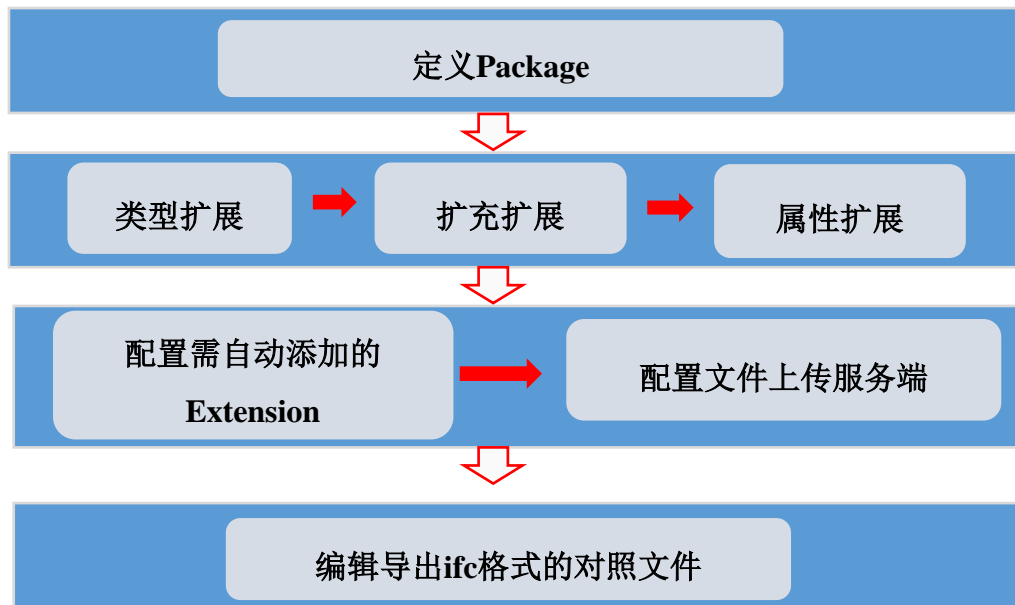 定义Package
类型扩展
扩充扩展
属性扩展
配置需自动添加的
Extension
配置文件上传服务端
编辑导出ifc格式的对照文件